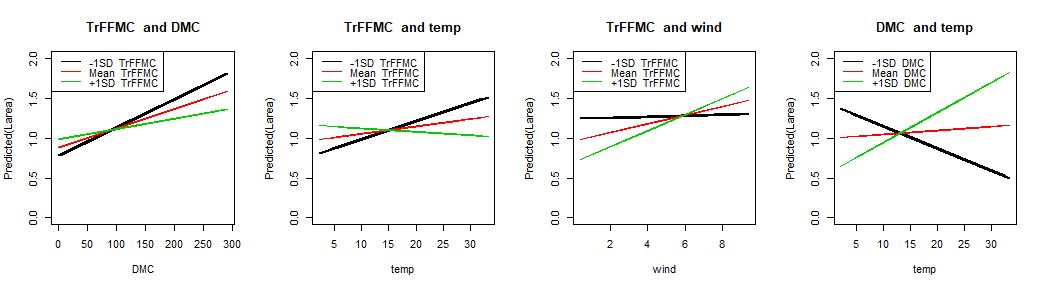 TrFFMC and DMC
Predicted(Larea)
2.0
1.5
1.0
0.5
0.0
-1SD TrFFMC
Mean TrFFMC
+1SD TrFFMC
0 50 100 150 200 250 300
DMC
TrFFMC and temp
Predicted(Larea)
2.0
1.5
1.0
0.5
0.0
-1SD TrFFMC
Mean TrFFMC
+1SD TrFFMC
5 10 15 20 25 30
temp
TrFFMC and wind
Predicted(Larea)
2.0
1.5
1.0
0.5
0.0
-1SD TrFFMC
Mean TrFFMC
+1SD TrFFMC
2 4 6 8
wind
DMC and temp
Predicted(Larea)
2.0
1.5
1.0
0.5
0.0
-1SD DMC
Mean DMC
+1SD DMC
5 10 15 20 25 30
temp